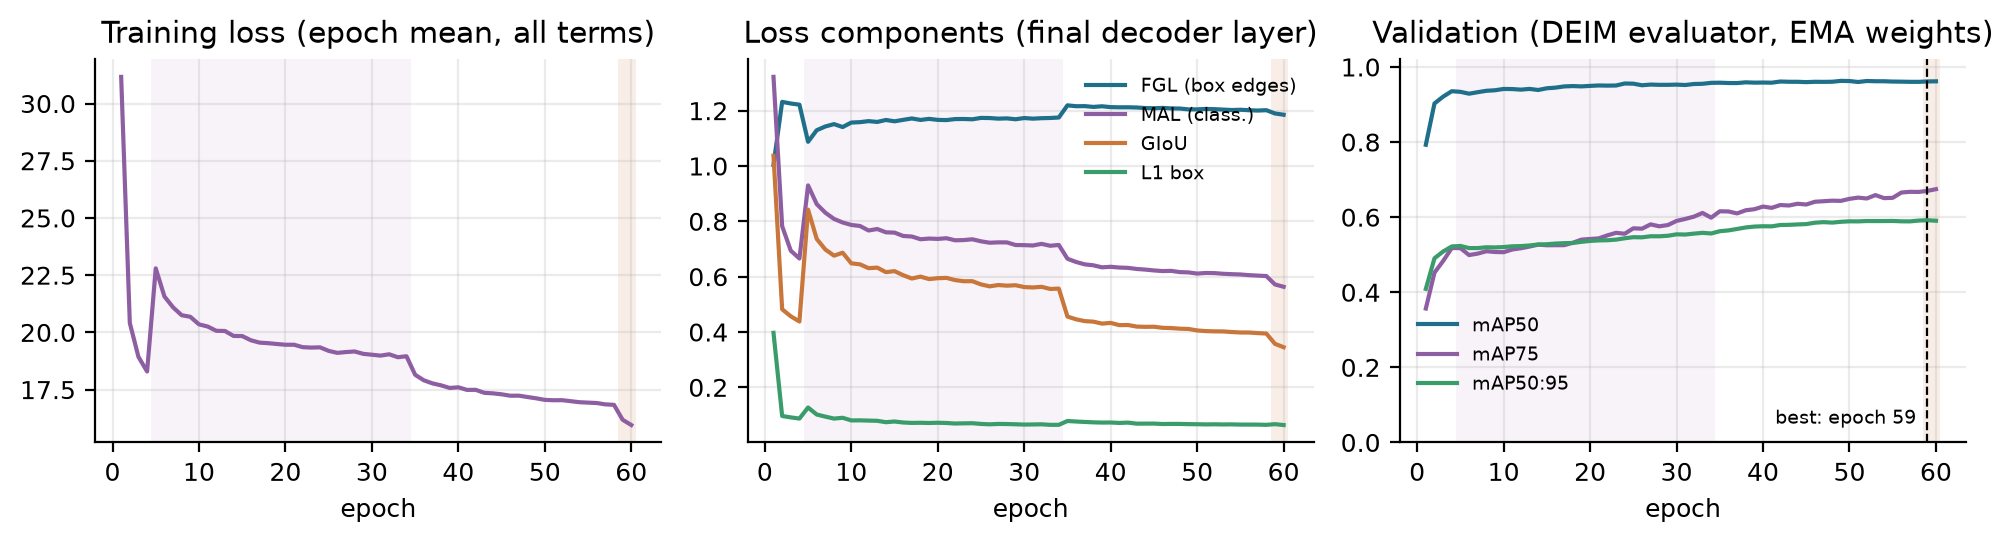 Training loss (epoch mean, all terms)
30.0
27.5
25.0
22.5
20.0
17.5
0 10 20 30 40 50 60
epoch
Loss components (final decoder layer)
1.2
1.0
0.8
0.6
0.4
0.2
FGL (box edges)
MAL (class.)
GIoU
L1 box
0 10 20 30 40 50 60
epoch
Validation (DEIM evaluator, EMA weights)
1.0
0.8
0.6
0.4
0.2
0.0
mAP50
mAP75
mAP50:95
best: epoch 59
0 10 20 30 40 50 60
epoch